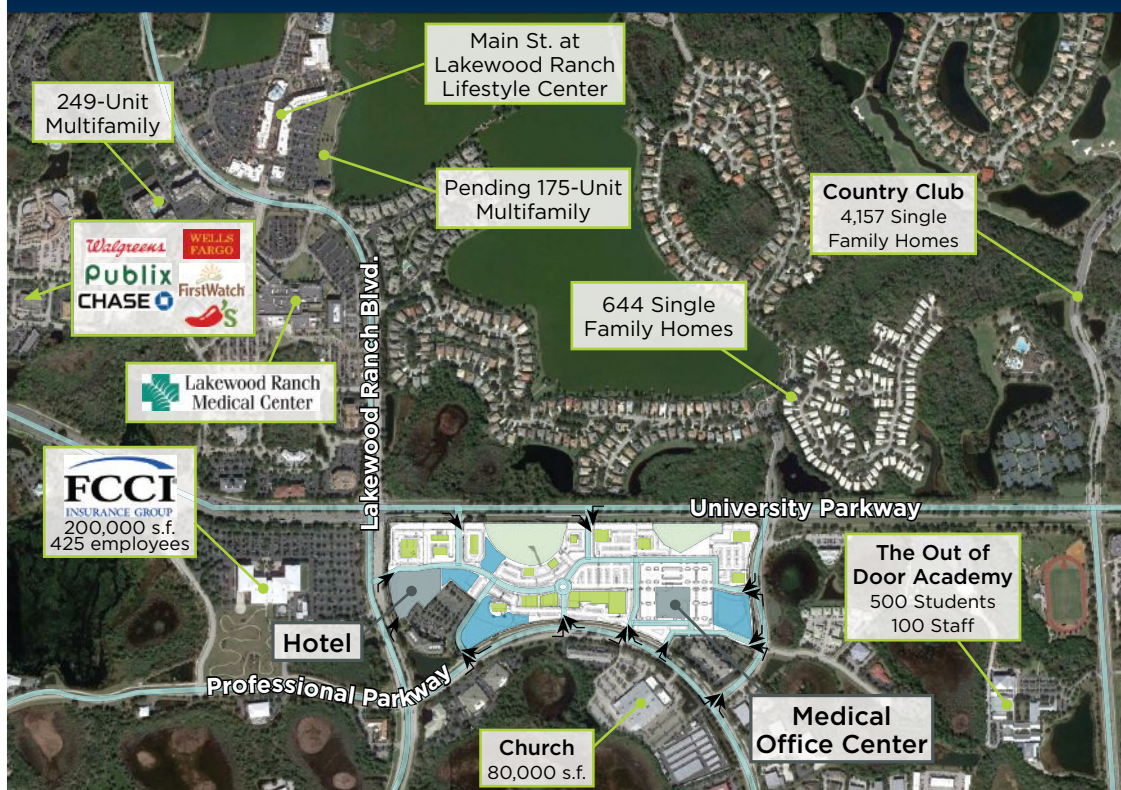 Main St. at
Lakewood Ranch
Lifestyle Center
249-Unit
Multifamily
Pending 175-Unit
Multifamily
Country Club
4,157 Single
Family Homes
Walgreens
WELLS
FARGO
Publix
FirstWatch
CHASE
's
644 Single
Family Homes
Lakewood Ranch Blvd.
Lakewood Ranch
Medical Center
FCCI
INSURANCE GROUP
200,000 s.f.
425 employees
University Parkway
The Out of
Door Academy
500 Students
100 Staff
Hotel
Professional Parkway
Medical
Office Center
Church
80,000 s.f.